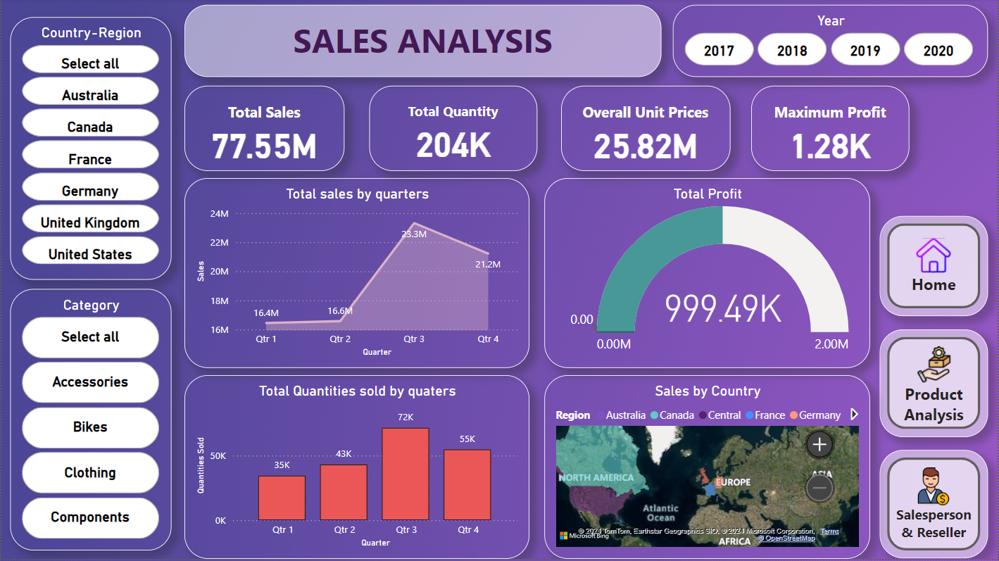 Country-Region
Select all
Australia
Canada
France
Germany
United Kingdom
United States
Category
Select all
Accessories
Bikes
Clothing
Components
SALES ANALYSIS
Year
2017 2018 2019 2020
Total Sales
77.55M
Total Quantity
204K
Overall Unit Prices
25.82M
Maximum Profit
1.28K
Total sales by quarters
24M
22M
20M
18M
16M
Sales
16.4M
16.6M
23.3M
21.2M
Qtr 1 Qtr 2 Qtr 3 Qtr 4
Quarter
Total Profit
0.00
999.49K
0.00M 2.00M
Total Quantities sold by quaters
50K
0K
Quantities Sold
35K
43K
72K
55K
Qtr 1 Qtr 2 Qtr 3 Qtr 4
Quarter
Sales by Country
Region Australia Canada Central France Germany
NORTH AMERICA
EUROPE
ASIA
Atlantic
Ocean
AFRICA
Microsoft Bing
© 2024 TomTom, Earthstar Geographics SIO, © 2024 Microsoft Corporation, Terms
© OpenStreetMap
Home
Product
Analysis
Salesperson
& Reseller